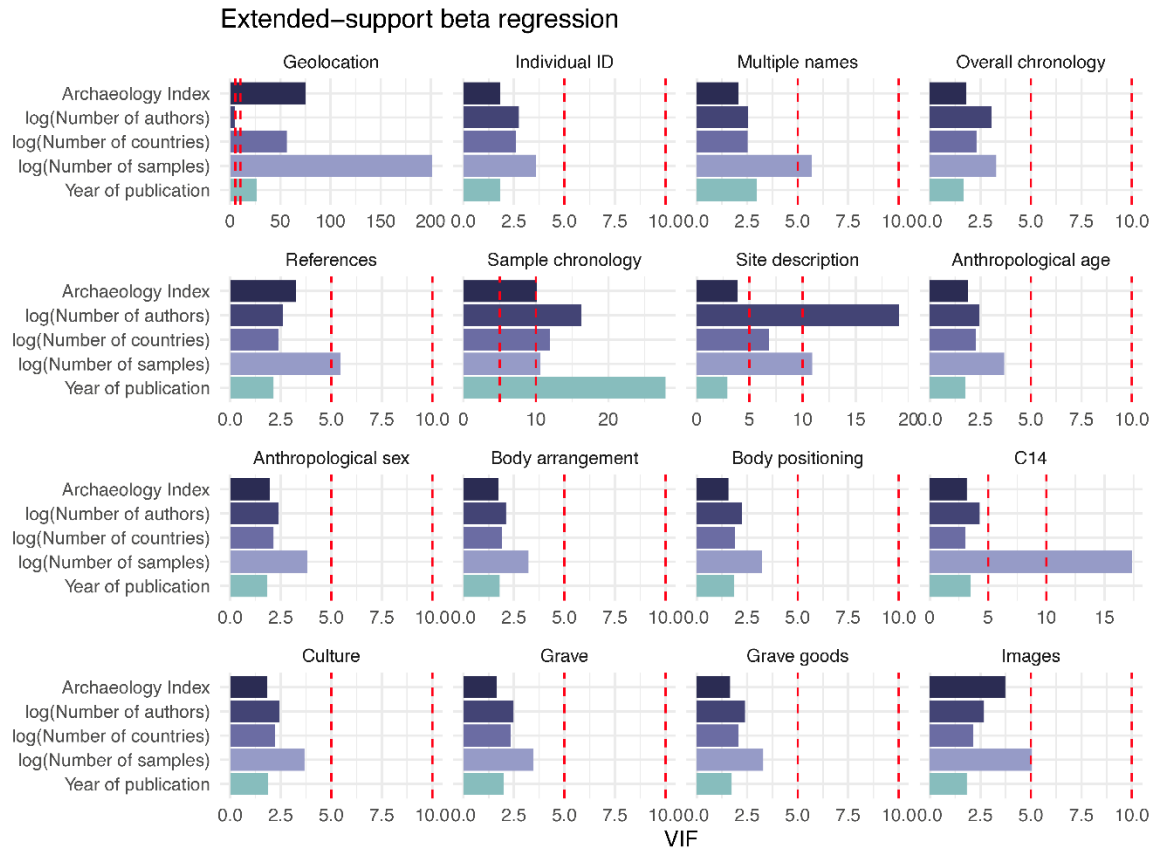 Extended−support beta regression
Geolocation Individual ID Multiple names Overall chronology
Archaeology Index
log(Number of authors)
log(Number of countries)
log(Number of samples)
Year of publication
0 50 100 150 200 0.0 2.5 5.0 7.5 10.0 0.0 2.5 5.0 7.5 10.0 0.0 2.5 5.0 7.5 10.0
References Sample chronology Site description Anthropological age
Archaeology Index
log(Number of authors)
log(Number of countries)
log(Number of samples)
Year of publication
0.0 2.5 5.0 7.5 10.0 0 10 20 0 5 10 15 20 0.0 2.5 5.0 7.5 10.0
Anthropological sex Body arrangement Body positioning C14
Archaeology Index
log(Number of authors)
log(Number of countries)
log(Number of samples)
Year of publication
0.0 2.5 5.0 7.5 10.0 0.0 2.5 5.0 7.5 10.0 0.0 2.5 5.0 7.5 10.0 0 5 10 15
Culture Grave Grave goods Images
Archaeology Index
log(Number of authors)
log(Number of countries)
log(Number of samples)
Year of publication
0.0 2.5 5.0 7.5 10.0 0.0 2.5 5.0 7.5 10.0 0.0 2.5 5.0 7.5 10.0 0.0 2.5 5.0 7.5 10.0
VIF